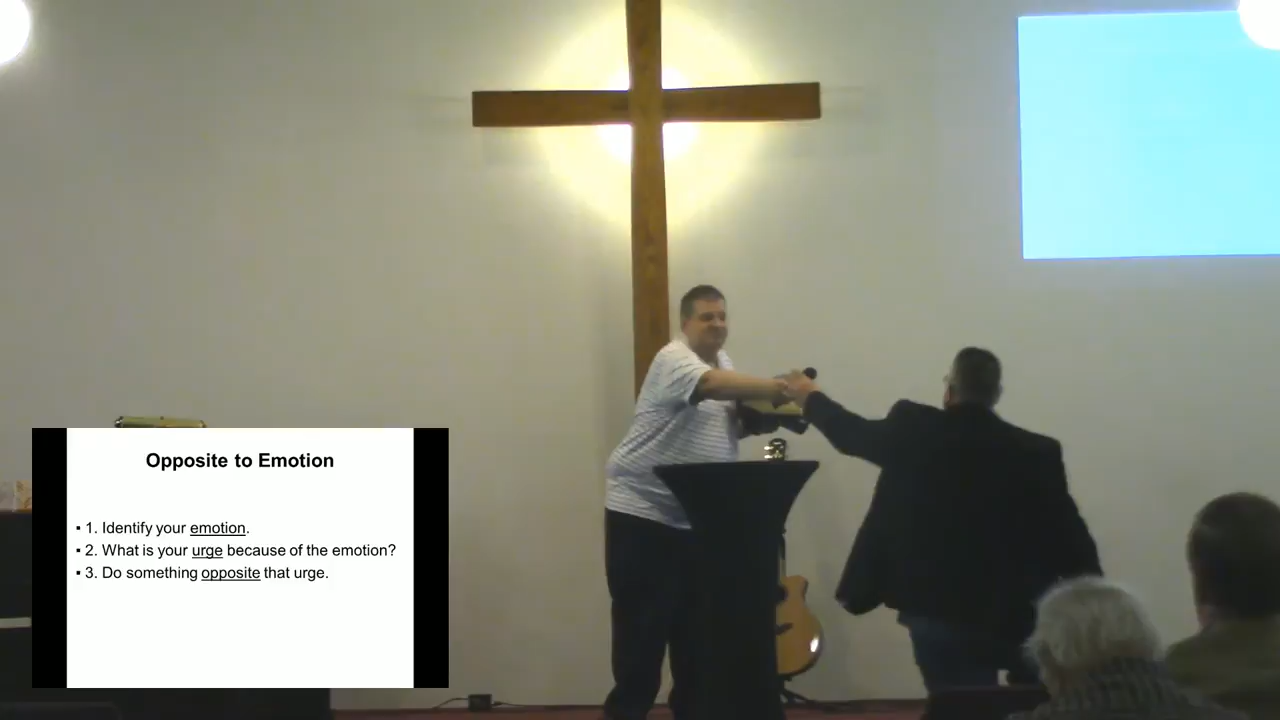 Opposite to Emotion
▪ 1. Identify your emotion.
▪ 2. What is your urge because of the emotion?
▪ 3. Do something opposite that urge.